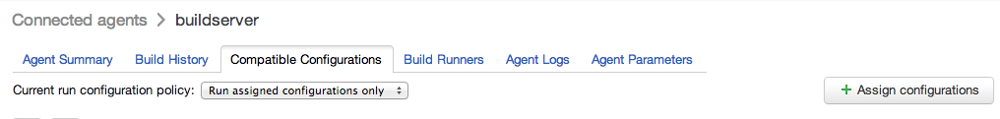 Connected agents > buildserver
Agent Summary Build History Compatible Configurations Build Runners Agent Logs Agent Parameters
Current run configuration policy: Run assigned configurations only + Assign configurations